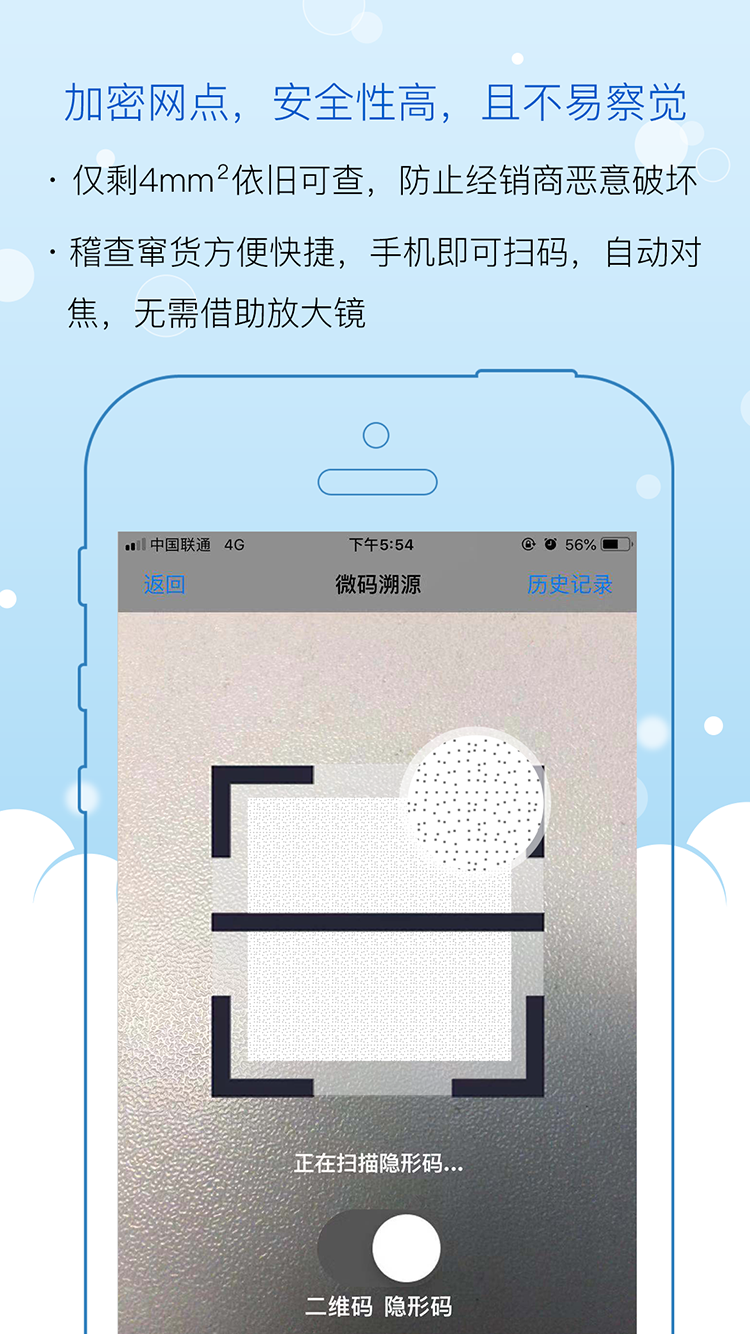 加密网点，安全性高，且不易察觉
· 仅剩4mm²依旧可查，防止经销商恶意破坏
· 稽查窜货方便快捷，手机即可扫码，自动对
焦，无需借助放大镜
中国联通 4G 下午5:54 56%
返回 微码溯源 历史记录
正在扫描隐形码...
二维码 隐形码